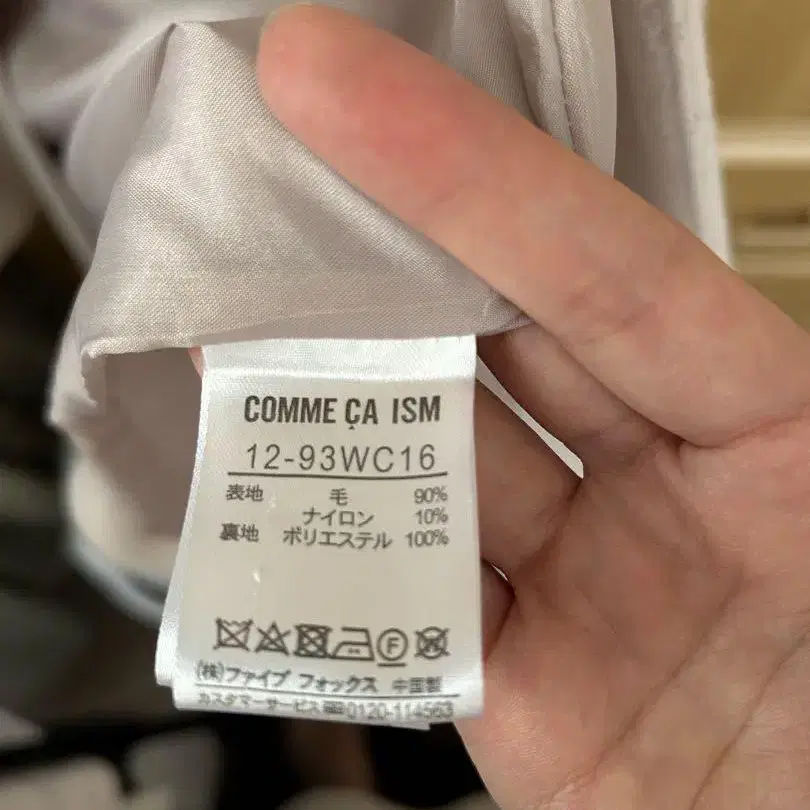 COMME ÇA ISM
12-93WC16
表地 毛 90%
ナイロン 10%
裏地 ポリエステル 100%
F W
(株)ファイブ フォックス 中国製
カスタマーサービス 0120-114563